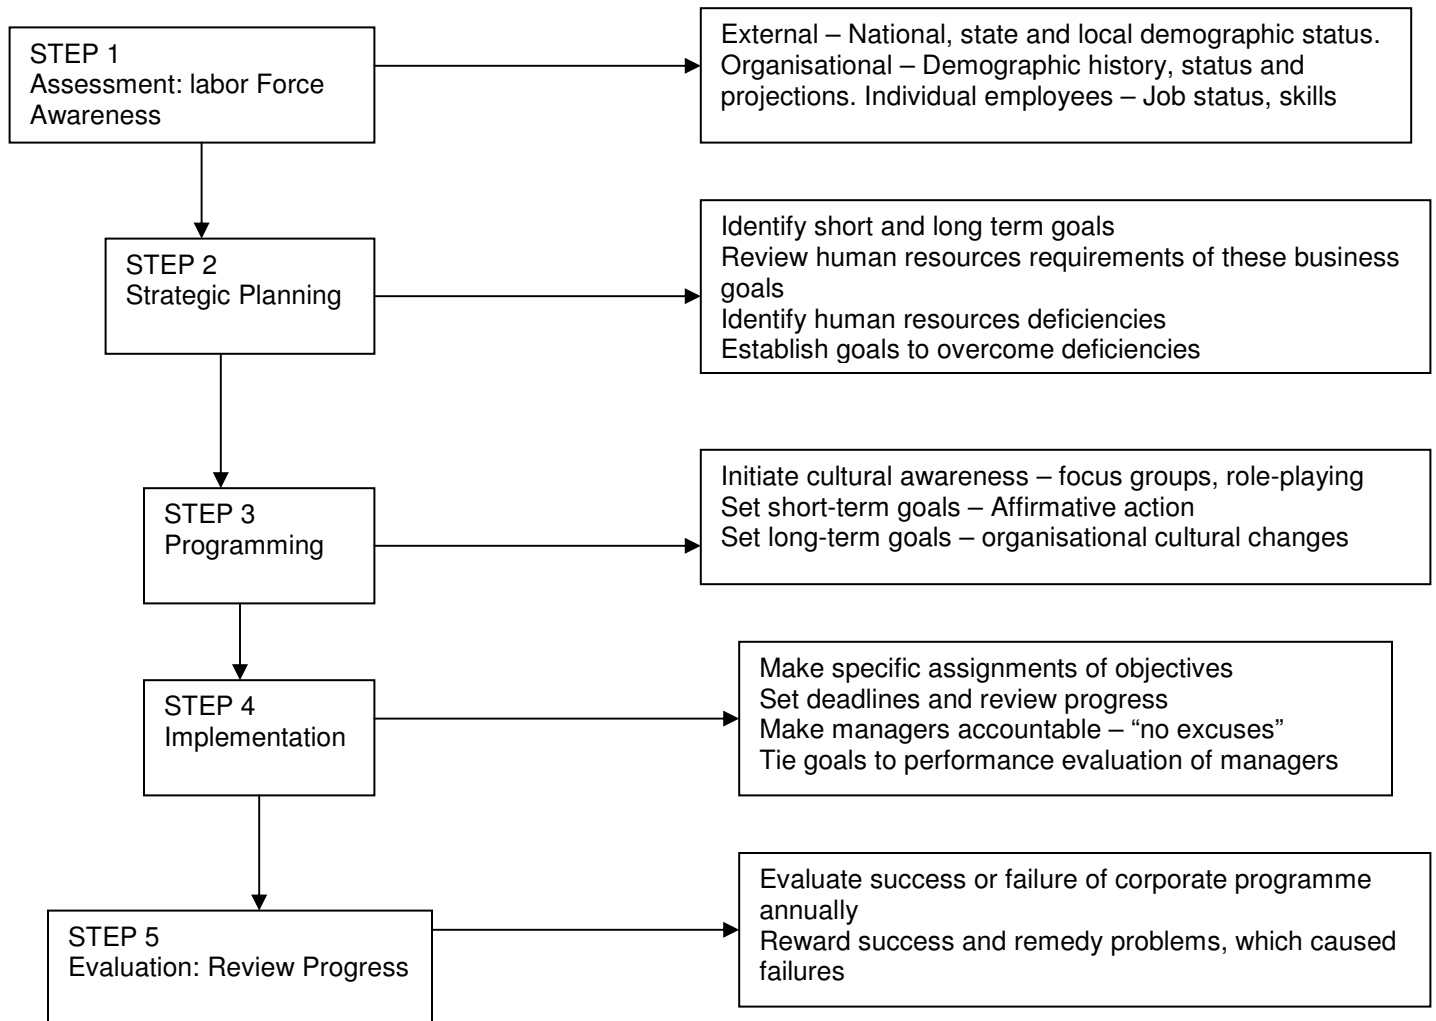 STEP 1
Assessment: labor Force
Awareness
External – National, state and local demographic status.
Organisational – Demographic history, status and
projections. Individual employees – Job status, skills
STEP 2
Strategic Planning
Identify short and long term goals
Review human resources requirements of these business
goals
Identify human resources deficiencies
Establish goals to overcome deficiencies
STEP 3
Programming
Initiate cultural awareness – focus groups, role-playing
Set short-term goals – Affirmative action
Set long-term goals – organisational cultural changes
STEP 4
Implementation
Make specific assignments of objectives
Set deadlines and review progress
Make managers accountable – “no excuses”
Tie goals to performance evaluation of managers
STEP 5
Evaluation: Review Progress
Evaluate success or failure of corporate programme
annually
Reward success and remedy problems, which caused
failures